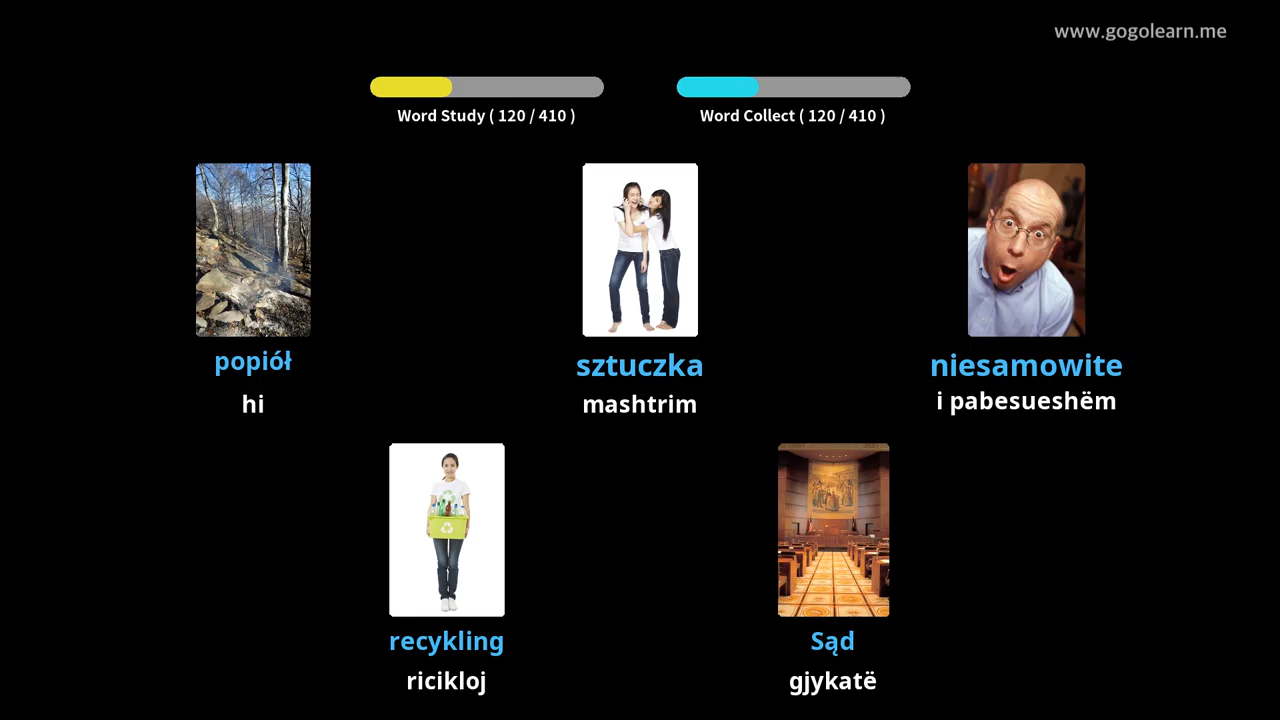 www.gogolearn.me
Word Study ( 120 / 410 )
Word Collect ( 120 / 410 )
popiół
hi
sztuczka
mashtrim
niesamowite
i pabesueshëm
recykling
ricikloj
Sąd
gjykatë